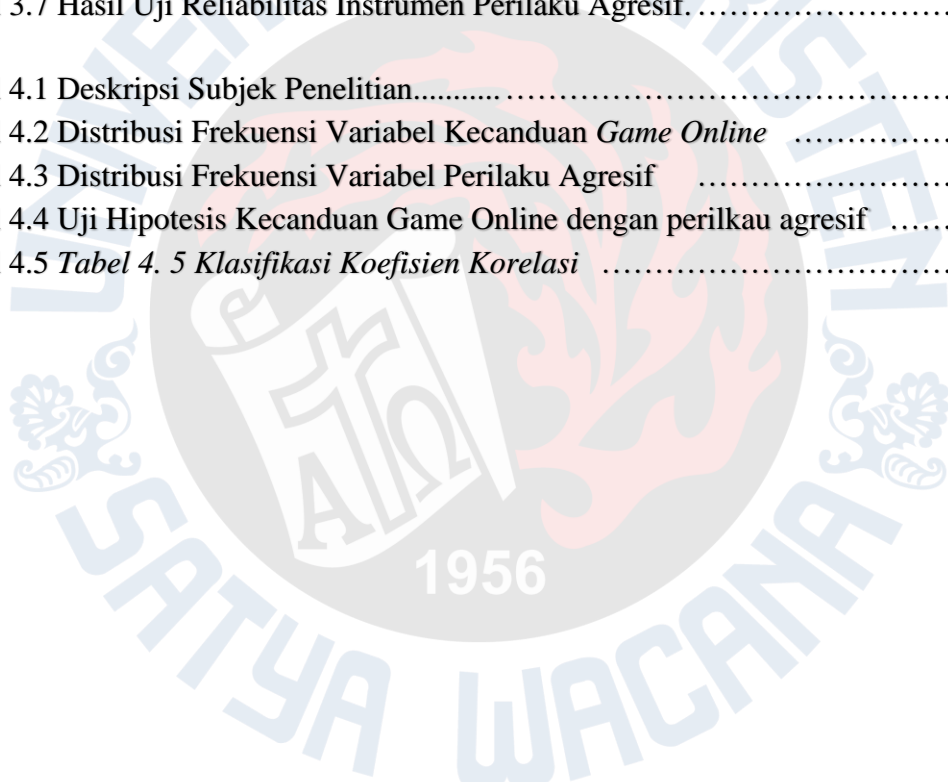 3.7 Hasil Uji Reliabilitas Instrumen Perilaku Agresif……………………
4.1 Deskripsi Subjek Penelitian..........………………………………………
4.2 Distribusi Frekuensi Variabel Kecanduan Game Online ……………
4.3 Distribusi Frekuensi Variabel Perilaku Agresif ………………………
4.4 Uji Hipotesis Kecanduan Game Online dengan perilkau agresif ……
4.5 Tabel 4. 5 Klasifikasi Koefisien Korelasi ………………………………
ΑΩ
1956
SATYA WACANA